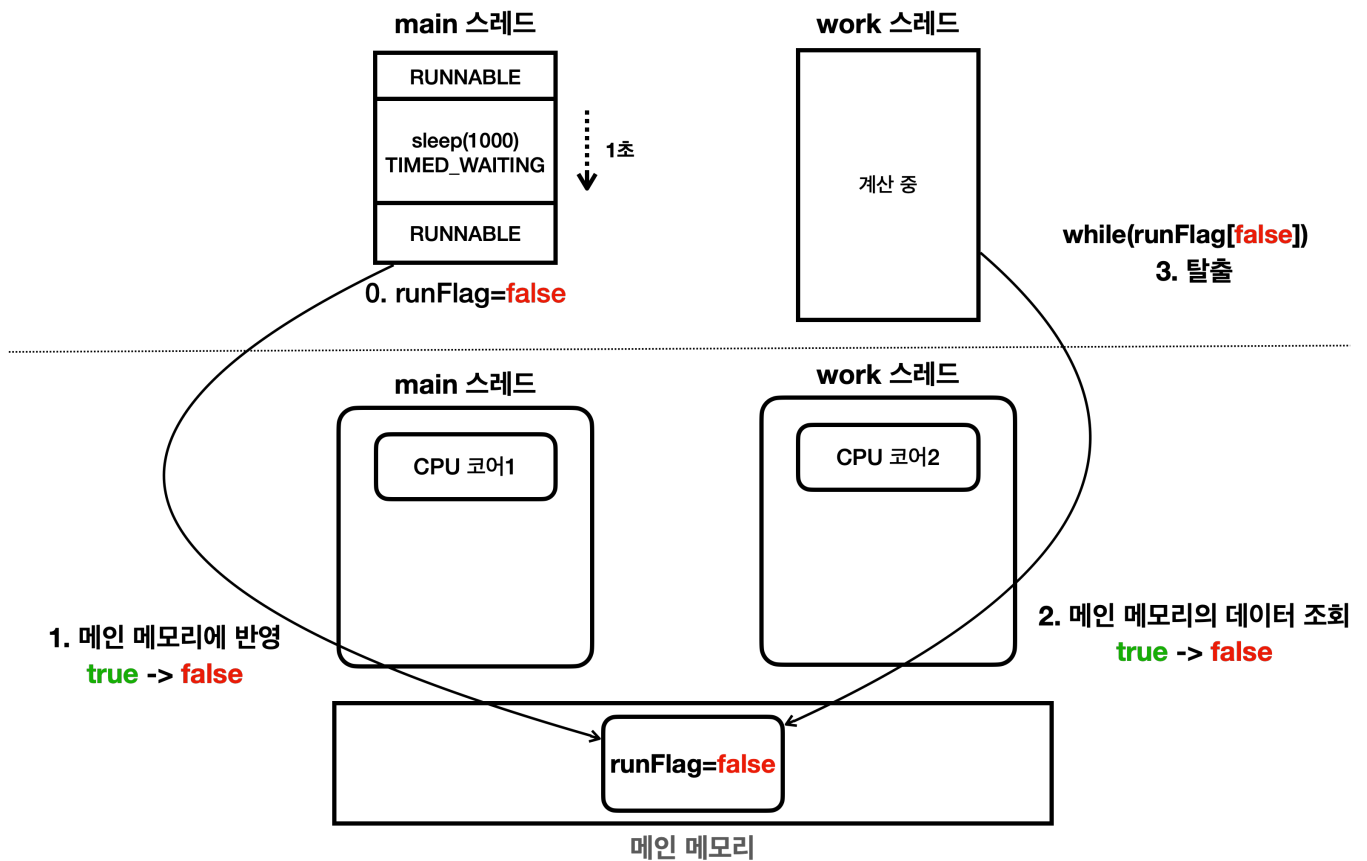 main 스레드
RUNNABLE
sleep(1000)
TIMED_WAITING
1초
RUNNABLE
0. runFlag=false
work 스레드
계산 중
while(runFlag[false])
3. 탈출
main 스레드
CPU 코어1
work 스레드
CPU 코어2
1. 메인 메모리에 반영
true -> false
2. 메인 메모리의 데이터 조회
true -> false
runFlag=false
메인 메모리